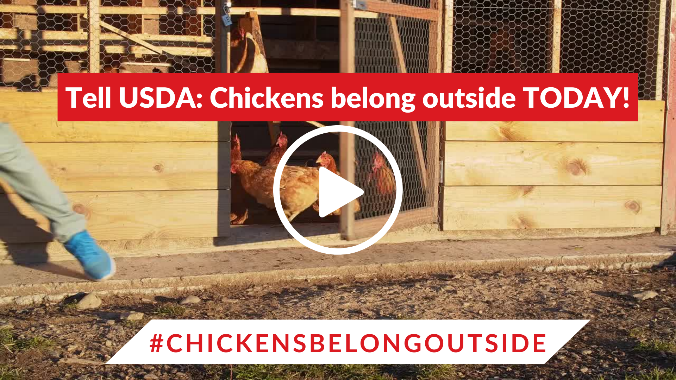 Tell USDA: Chickens belong outside TODAY!
#CHICKENSBELONGOUTSIDE